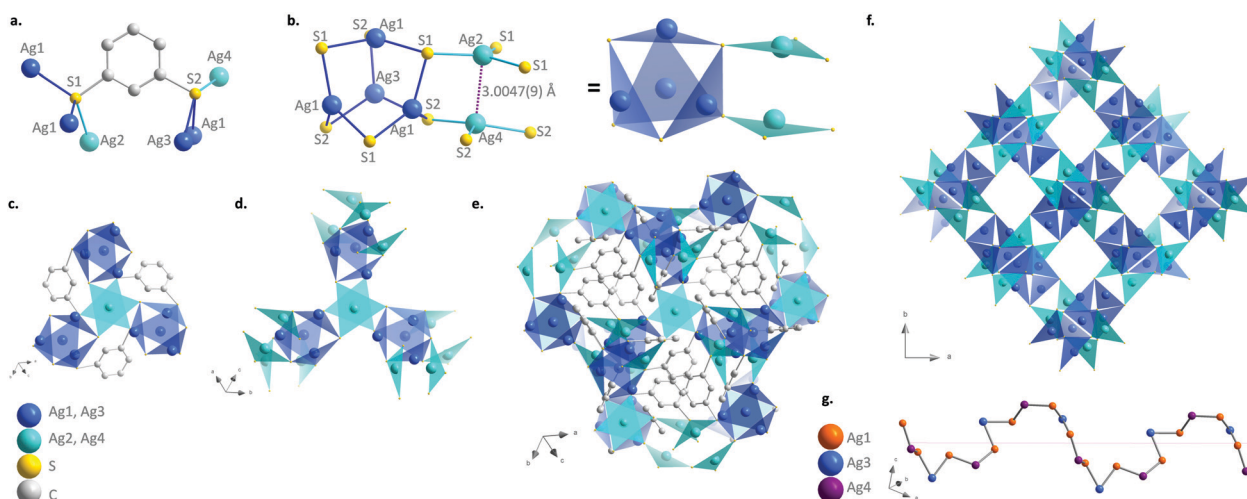 a.
Ag1
Ag4
S1
S2
Ag1
Ag2
Ag3
Ag1
b.
S2
Ag1
S1
S1
Ag2
S1
S1
Ag3
3.0047(9) Å
Ag1
S2
S2
Ag1
Ag4
S2
S1
S2
=
f.
b
a
c.
d.
a
c
b
e.
a
b
c
Ag1, Ag3
Ag2, Ag4
S
C
g.
Ag1
Ag3
Ag4
c
b